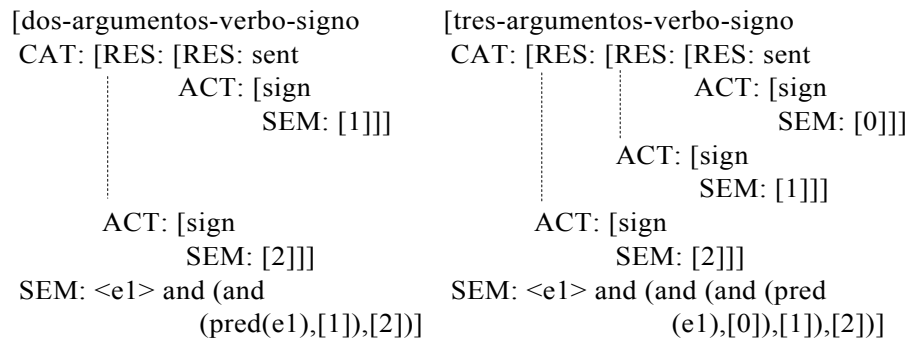 [dos-argumentos-verbo-signo
CAT: [RES: [RES: sent
ACT: [sign
SEM: [1]]]
ACT: [sign
SEM: [2]]]
SEM: <e1> and (and
(pred(e1),[1]),[2])]
[tres-argumentos-verbo-signo
CAT: [RES: [RES: [RES: sent
ACT: [sign
SEM: [0]]]
ACT: [sign
SEM: [1]]]
ACT: [sign
SEM: [2]]]
SEM: <e1> and (and (and (pred
(e1),[0]),[1]),[2])]